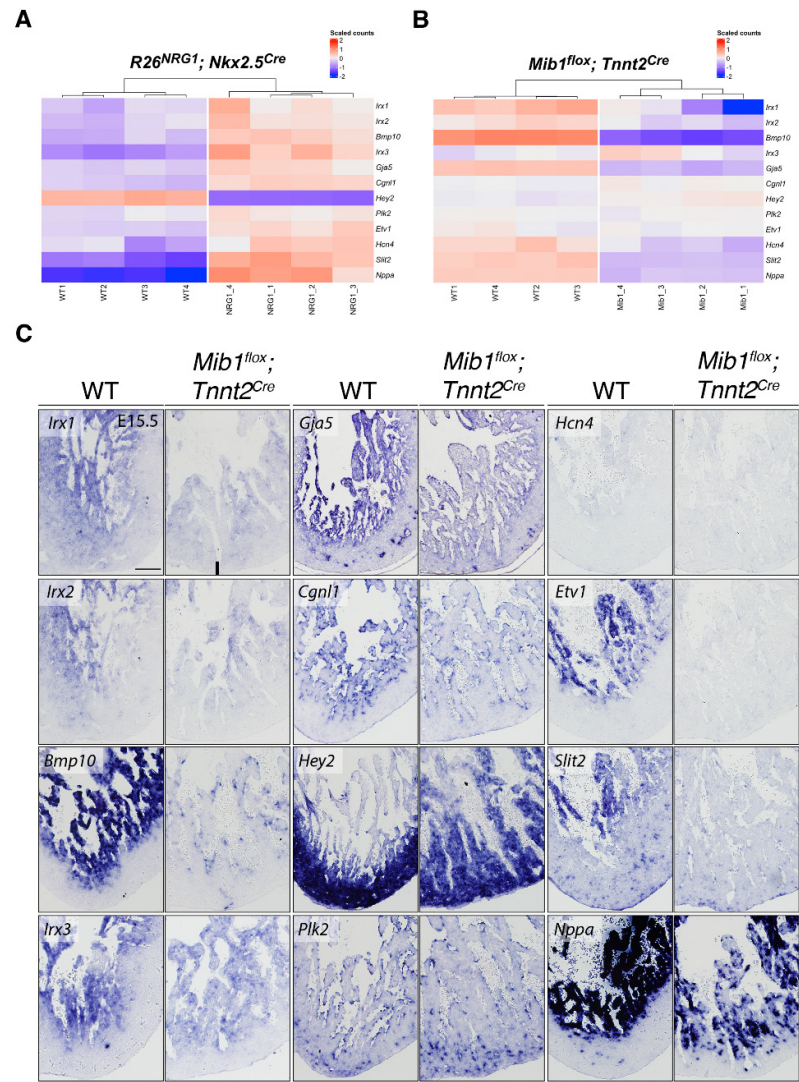 A
R26NRG1; Nkx2.5Cre
Scaled counts
2
1
0
-1
-2
Irx1
Irx2
Bmp10
Irx3
Gja5
Cgnl1
Hey2
Plk2
Etv1
Hcn4
Slit2
Nppa
WT1
WT2
WT3
WT4
NRG1_4
NRG1_1
NRG1_2
NRG1_3
B
Mib1flox; Tnnt2Cre
Scaled counts
2
1
0
-1
-2
Irx1
Irx2
Bmp10
Irx3
Gja5
Cgnl1
Hey2
Plk2
Etv1
Hcn4
Slit2
Nppa
WT1
WT4
WT2
WT3
Mib1_4
Mib1_3
Mib1_2
Mib1_1
C
WT
Mib1flox;
Tnnt2Cre
WT
Mib1flox;
Tnnt2Cre
WT
Mib1flox;
Tnnt2Cre
Irx1 E15.5
Gja5
Hcn4
Irx2
Cgnl1
Etv1
Bmp10
Hey2
Slit2
Irx3
Plk2
Nppa